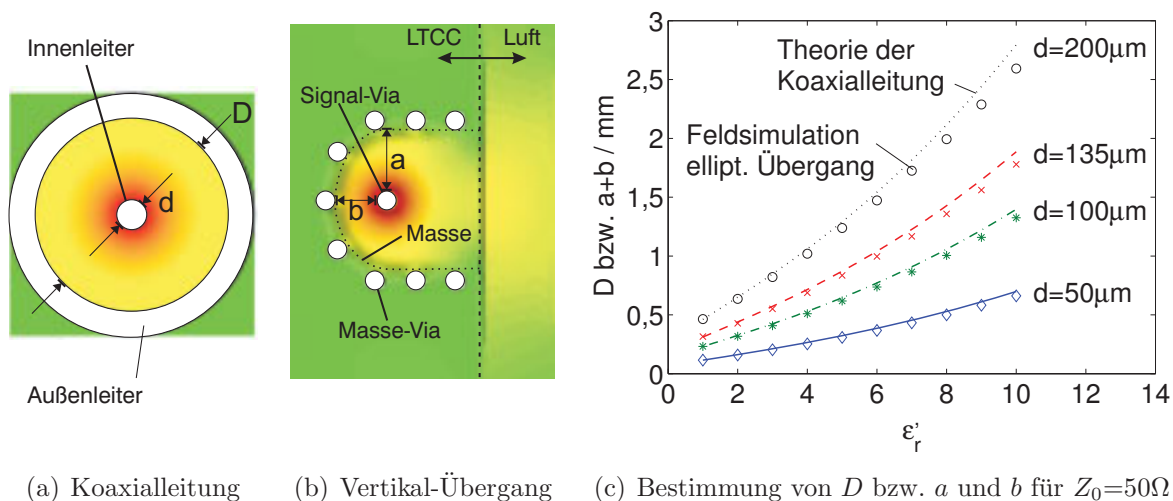 Innenleiter
D
d
Außenleiter
(a) Koaxialleitung
LTCC
Luft
Signal-Via
a
b
Masse
Masse-Via
(b) Vertikal-Übergang
D bzw. a+b / mm
3
2,5
2
1,5
1
0,5
0
0
2
4
6
8
10
12
14
ε'r
Theorie der
Koaxialleitung
Feldsimulation
ellipt. Übergang
d=200μm
d=135μm
d=100μm
d=50μm
(c) Bestimmung von D bzw. a und b für Z0=50Ω